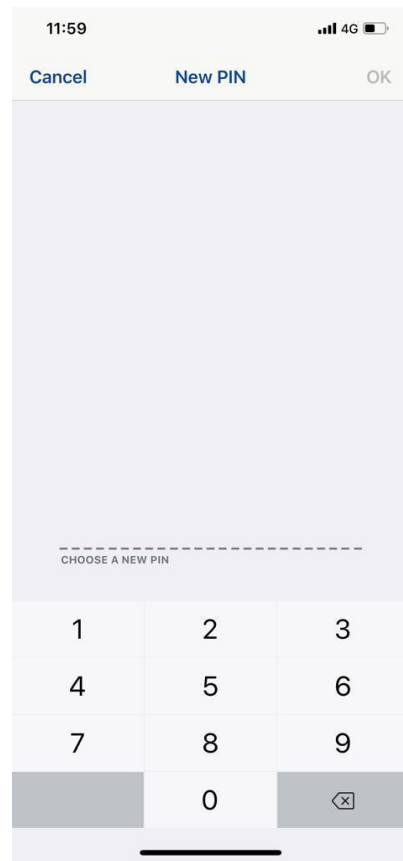 11:59 4G
Cancel New PIN OK
CHOOSE A NEW PIN
1 2 3
4 5 6
7 8 9
0